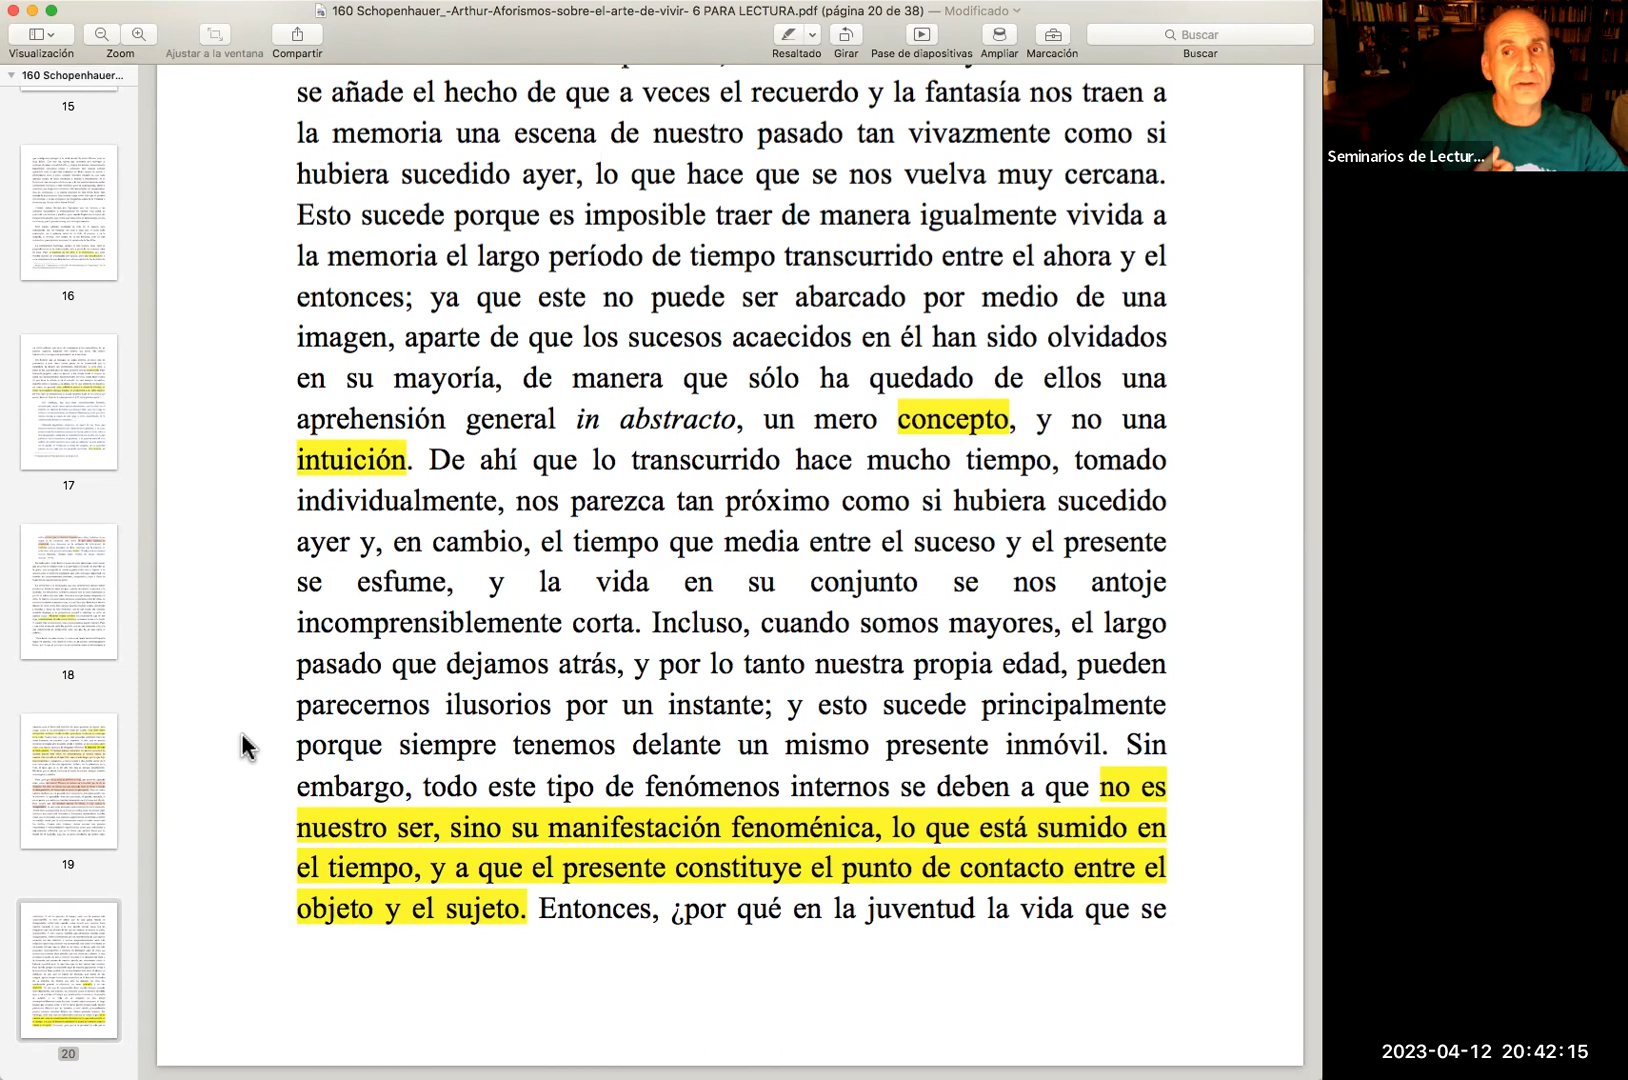 160 Schopenhauer_-Arthur-Aforismos-sobre-el-arte-de-vivir- 6 PARA LECTURA.pdf (página 20 de 38) — Modificado
Visualización
Zoom
Ajustar a la ventana
Compartir
Resaltado
Girar
Pase de diapositivas
Ampliar
Marcación
Buscar
Buscar
160 Schopenhauer...
15
16
17
18
19
20
se añade el hecho de que a veces el recuerdo y la fantasía nos traen a
la memoria una escena de nuestro pasado tan vivazmente como si
hubiera sucedido ayer, lo que hace que se nos vuelva muy cercana.
Esto sucede porque es imposible traer de manera igualmente vivida a
la memoria el largo período de tiempo transcurrido entre el ahora y el
entonces; ya que este no puede ser abarcado por medio de una
imagen, aparte de que los sucesos acaecidos en él han sido olvidados
en su mayoría, de manera que sólo ha quedado de ellos una
aprehensión general in abstracto, un mero concepto, y no una
intuición. De ahí que lo transcurrido hace mucho tiempo, tomado
individualmente, nos parezca tan próximo como si hubiera sucedido
ayer y, en cambio, el tiempo que media entre el suceso y el presente
se esfume, y la vida en su conjunto se nos antoje
incomprensiblemente corta. Incluso, cuando somos mayores, el largo
pasado que dejamos atrás, y por lo tanto nuestra propia edad, pueden
parecernos ilusorios por un instante; y esto sucede principalmente
porque siempre tenemos delante un mismo presente inmóvil. Sin
embargo, todo este tipo de fenómenos internos se deben a que no es
nuestro ser, sino su manifestación fenoménica, lo que está sumido en
el tiempo, y a que el presente constituye el punto de contacto entre el
objeto y el sujeto. Entonces, ¿por qué en la juventud la vida que se
Seminarios de Lectur...
2023-04-12 20:42:15